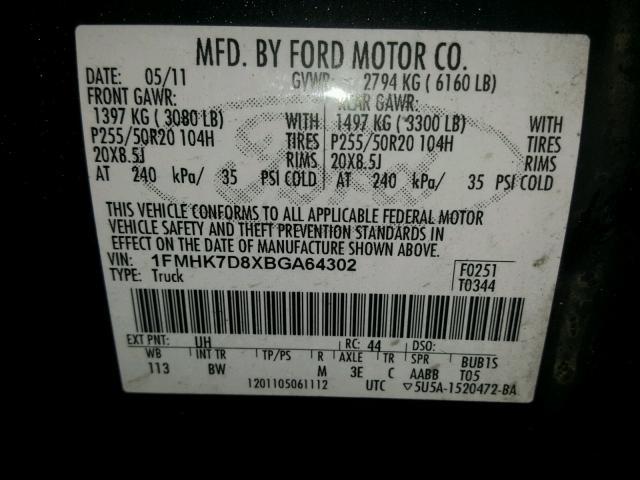 MFD. BY FORD MOTOR CO.
DATE: 05/11 GVWR: 2794 KG ( 6160 LB)
FRONT GAWR: REAR GAWR:
1397 KG ( 3080 LB) WITH 1497 KG ( 3300 LB) WITH
P255/50R20 104H TIRES P255/50R20 104H TIRES
20X8.5J RIMS 20X8.5J RIMS
AT 240 kPa/ 35 PSI COLD AT 240 kPa/ 35 PSI COLD
Ford
THIS VEHICLE CONFORMS TO ALL APPLICABLE FEDERAL MOTOR
VEHICLE SAFETY AND THEFT PREVENTION STANDARDS IN
EFFECT ON THE DATE OF MANUFACTURE SHOWN ABOVE.
VIN: 1FMHK7D8XBGA64302
TYPE: Truck
F0251
T0344
EXT PNT: UH RC: 44 DSO:
WB INT TR TP/PS R AXLE TR SPR BUB1S
113 BW M 3E C AABB T05
1201105061112 UTC ▽5U5A-1520472-BA